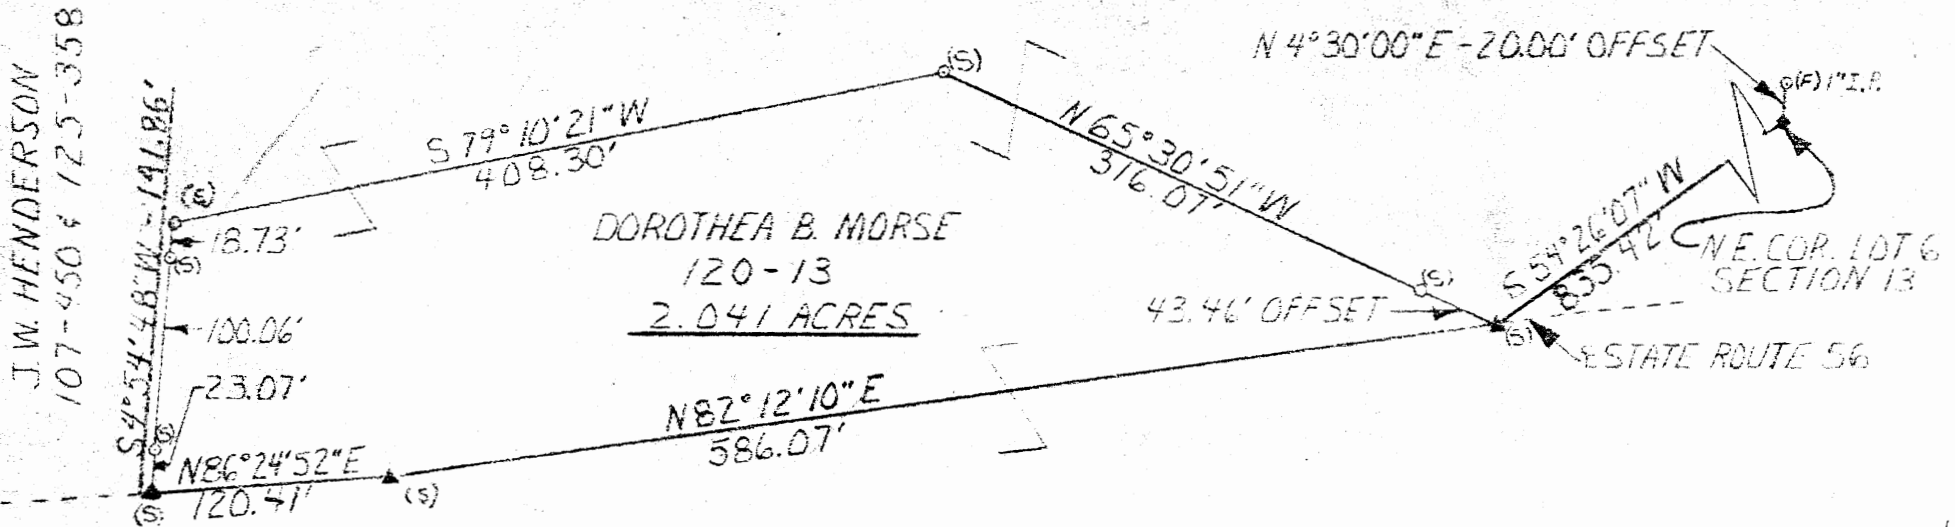 J.W. HENDERSON
107-450 & 125-358
S 4° 54' 48" W - 141.86'
(S)
18.73'
(S)
100.06'
23.07'
(S)
(S)
N86°24'52"E
120.41'
(S)
S 79° 10' 21" W
408.30'
(S)
DOROTHEA B. MORSE
120-13
2.041 ACRES
N82°12'10"E
586.07'
N65°30'51"W
316.07'
(S)
43.46' OFFSET
(S)
S 54°26'07" W
855.42'
N 4°30'00" E - 20.00' OFFSET
(F) 1" I.P.
N.E. COR. LOT 6
SECTION 13
STATE ROUTE 56